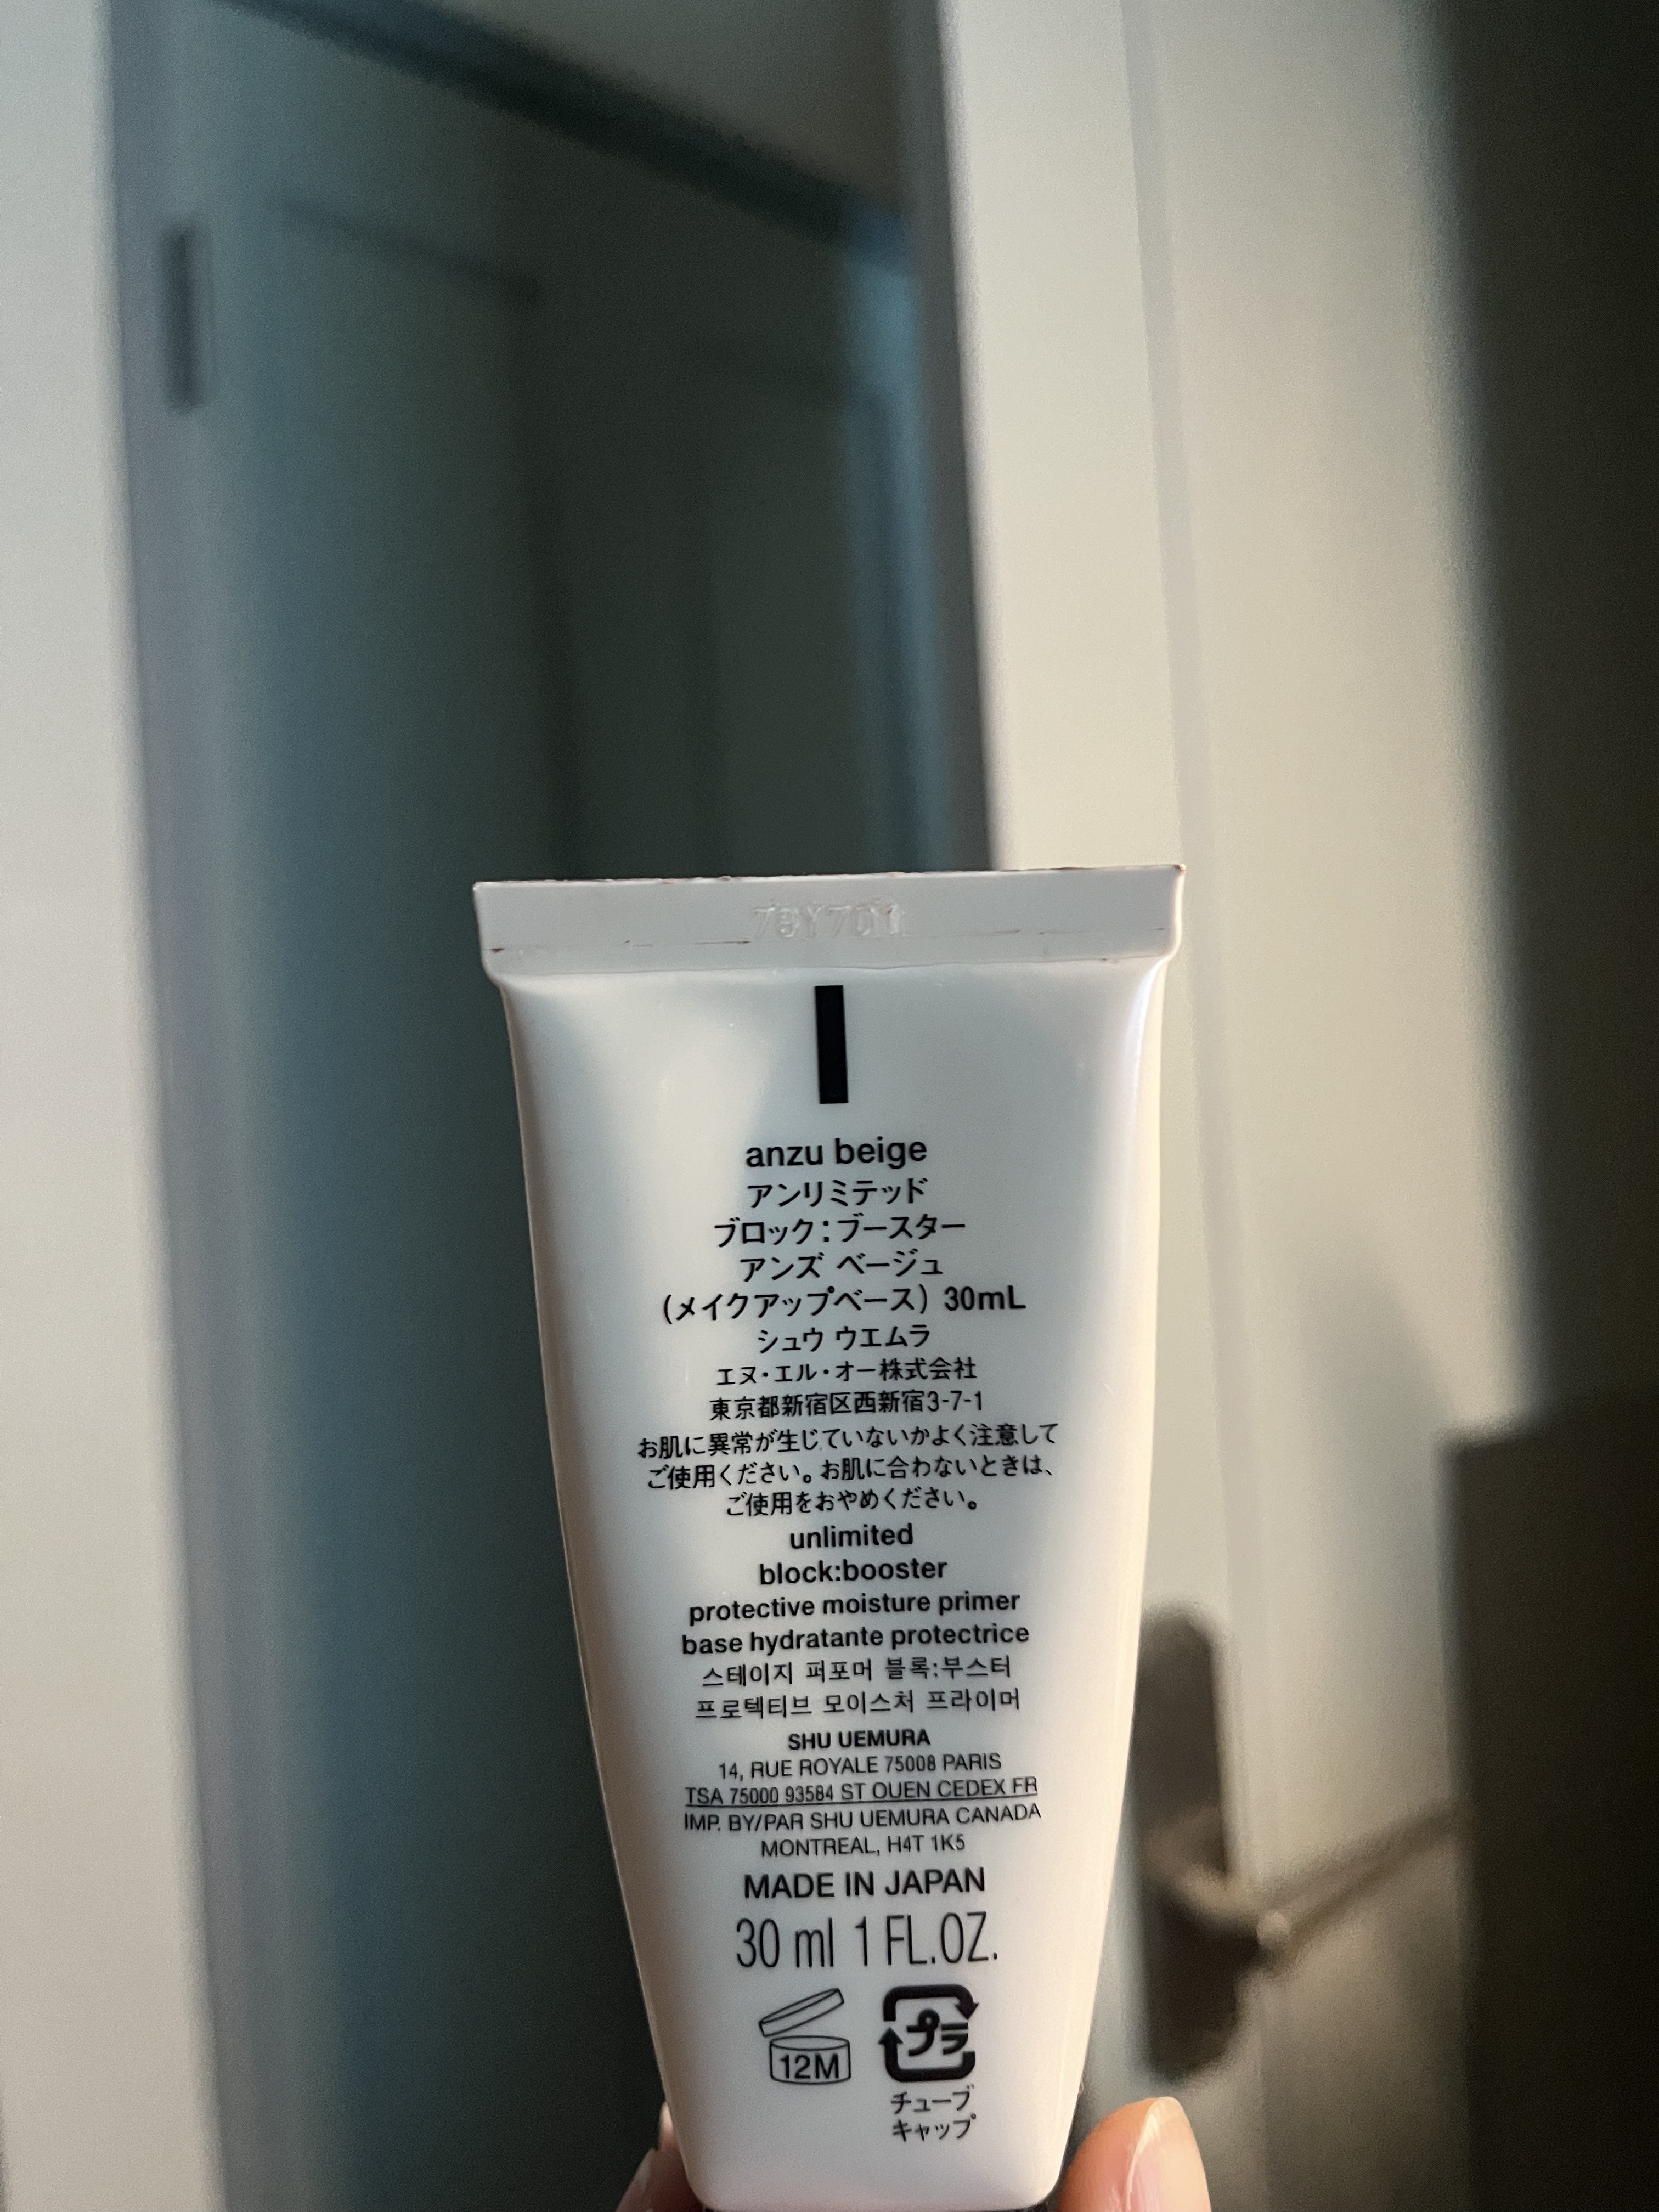 anzu beige
アンリミテッド
ブロック:ブースター
アンズ ベージュ
(メイクアップベース) 30mL
シュウ ウエムラ
エヌ・エル・オー株式会社
東京都新宿区西新宿3-7-1
お肌に異常が生じていないかよく注意して
ご使用ください。お肌に合わないときは、
ご使用をおやめください。
unlimited
block:booster
protective moisture primer
base hydratante protectrice
스테이지 퍼포머 블록:부스터
프로텍티브 모이스처 프라이머
SHU UEMURA
14, RUE ROYALE 75008 PARIS
TSA 75000 93584 ST OUEN CEDEX FR
IMP. BY/PAR SHU UEMURA CANADA
MONTREAL, H4T 1K5
MADE IN JAPAN
30 ml 1 FL.OZ.
12M プラ
チューブ
キャップ